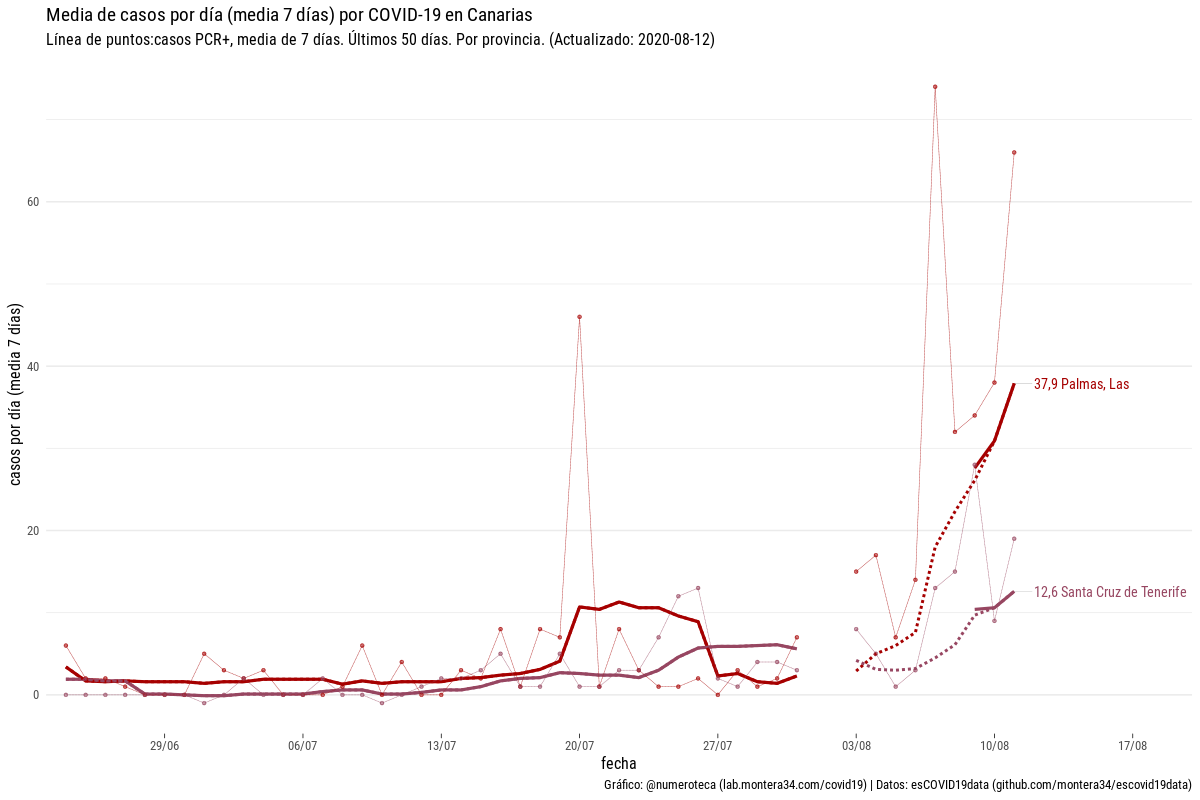 Media de casos por día (media 7 días) por COVID-19 en Canarias
Línea de puntos:casos PCR+, media de 7 días. Últimos 50 días. Por provincia. (Actualizado: 2020-08-12)
casos por día (media 7 días)
60
40
20
0
37,9 Palmas, Las
12,6 Santa Cruz de Tenerife
29/06
06/07
13/07
20/07
27/07
03/08
10/08
17/08
fecha
Gráfico: @numeroteca (lab.montera34.com/covid19) | Datos: esCOVID19data (github.com/montera34/escovid19data)